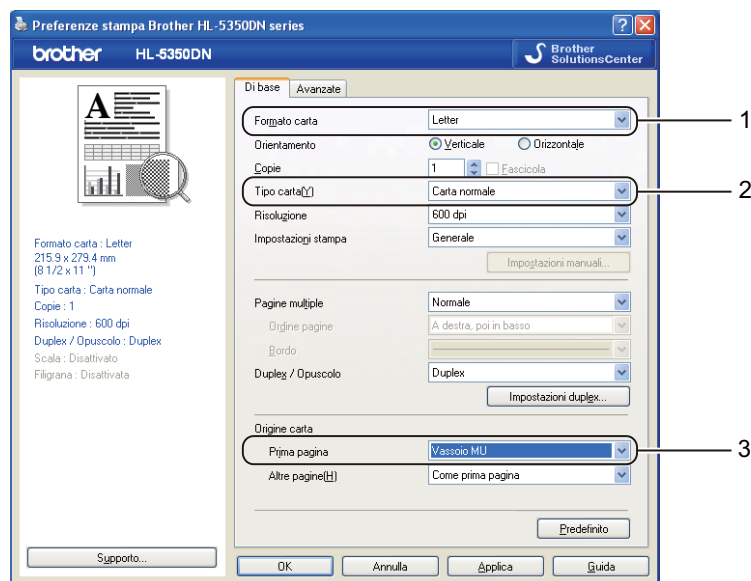 Preferenze stampa Brother HL-5350DN series
brother HL-5350DN
Brother
SolutionsCenter
Di base Avanzate
Formato carta Letter 1
Orientamento Verticale Orizzontale
Copie 1 Fascicola
Tipo carta(Y) Carta normale 2
Risoluzione 600 dpi
Impostazioni stampa Generale
Impostazioni manuali...
Pagine multiple Normale
Ordine pagine A destra, poi in basso
Bordo
Duplex / Opuscolo Duplex
Impostazioni duplex...
Origine carta
Prima pagina Vassoio MU 3
Altre pagine(H) Come prima pagina
Predefinito
A
Formato carta : Letter
215.9 x 279.4 mm
(8 1/2 x 11 '')
Tipo carta : Carta normale
Copie : 1
Risoluzione : 600 dpi
Duplex / Opuscolo : Duplex
Scala : Disattivato
Filigrana : Disattivata
Supporto...
OK Annulla Applica Guida